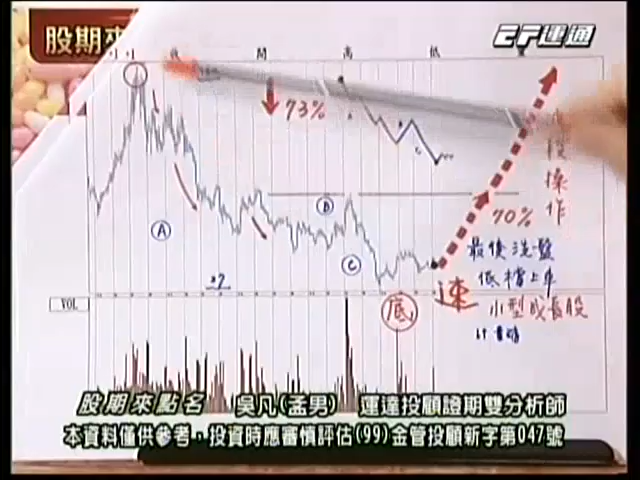 股期來
運通
收 開 高 低
73%
操作
70%
Ⓐ
Ⓑ
Ⓒ
最後洗盤
低檔上車
速
小型成長股
底
VOL
股期來點名 吳凡(孟男) 運達投顧證期雙分析師
本資料僅供參考,投資時應審慎評估(99)金管投顧新字第047號